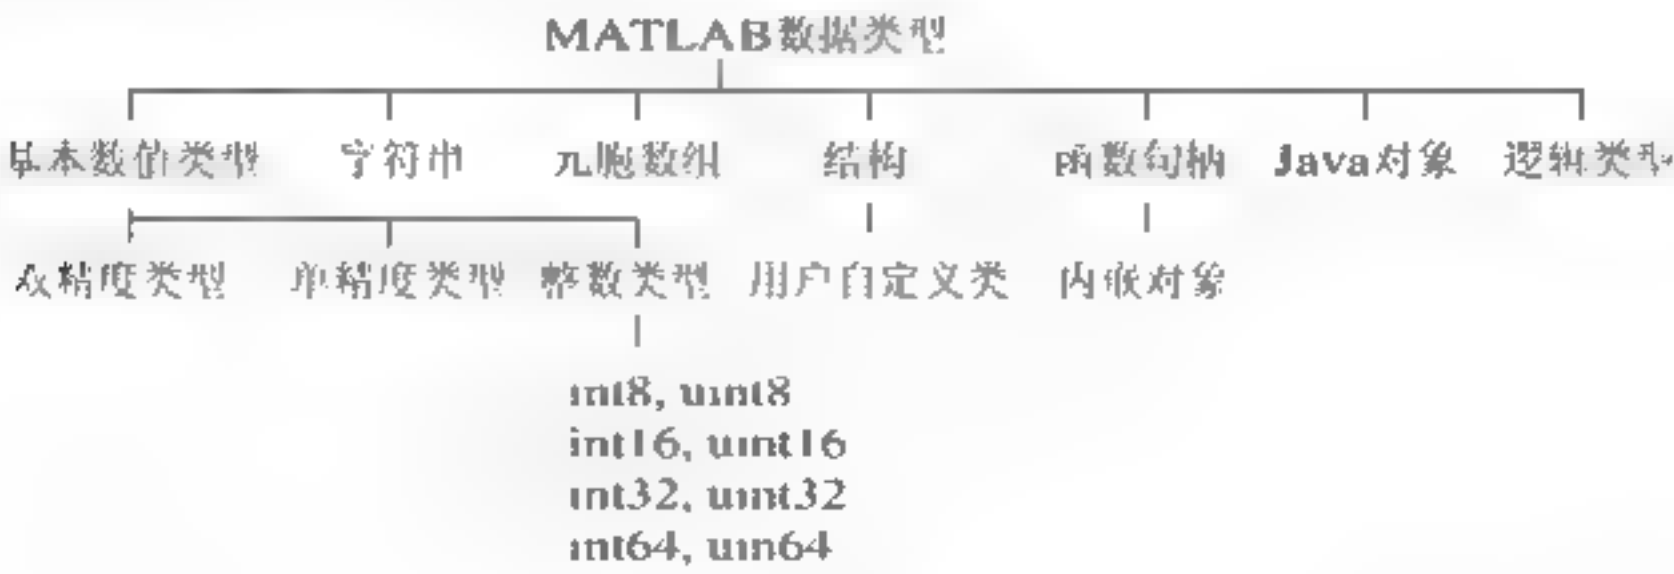 MATLAB数据类型
基本数值类型 字符串 元胞数组 结构 函数句柄 Java对象 逻辑类型
双精度类型 单精度类型 整数类型 用户自定义类 内嵌对象
int8, uint8
int16, uint16
int32, uint32
int64, uin64